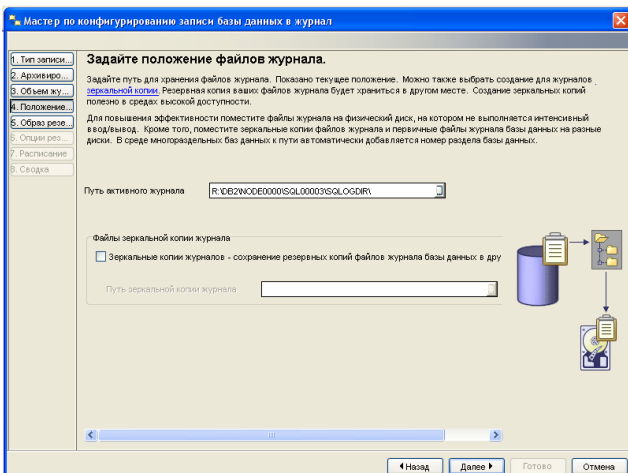 Мастер по конфигурированию записи базы данных в журнал
1. Тип записи...
2. Архивиро...
3. Объем жу...
4. Положение...
5. Образ резе...
6. Опции рез...
7. Расписание
8. Сводка
Задайте положение файлов журнала.
Задайте путь для хранения файлов журнала. Показано текущее положение. Можно также выбрать создание для журналов
зеркальной копии. Резервная копия ваших файлов журнала будет храниться в другом месте. Создание зеркальных копий
полезно в средах высокой доступности.
Для повышения эффективности поместите файлы журнала на физический диск, на котором не выполняется интенсивный
ввод/вывод. Кроме того, поместите зеркальные копии файлов журнала и первичные файлы журнала базы данных на разные
диски. В среде многораздельных баз данных к пути автоматически добавляется номер раздела базы данных.
Путь активного журнала
R:\DB2\NODE0000\SQL00003\SQLOGDIR\
Файлы зеркальной копии журнала
Зеркальные копии журналов - сохранение резервных копий файлов журнала базы данных в дру
Путь зеркальной копии журнала
Назад
Далее
Готово
Отмена